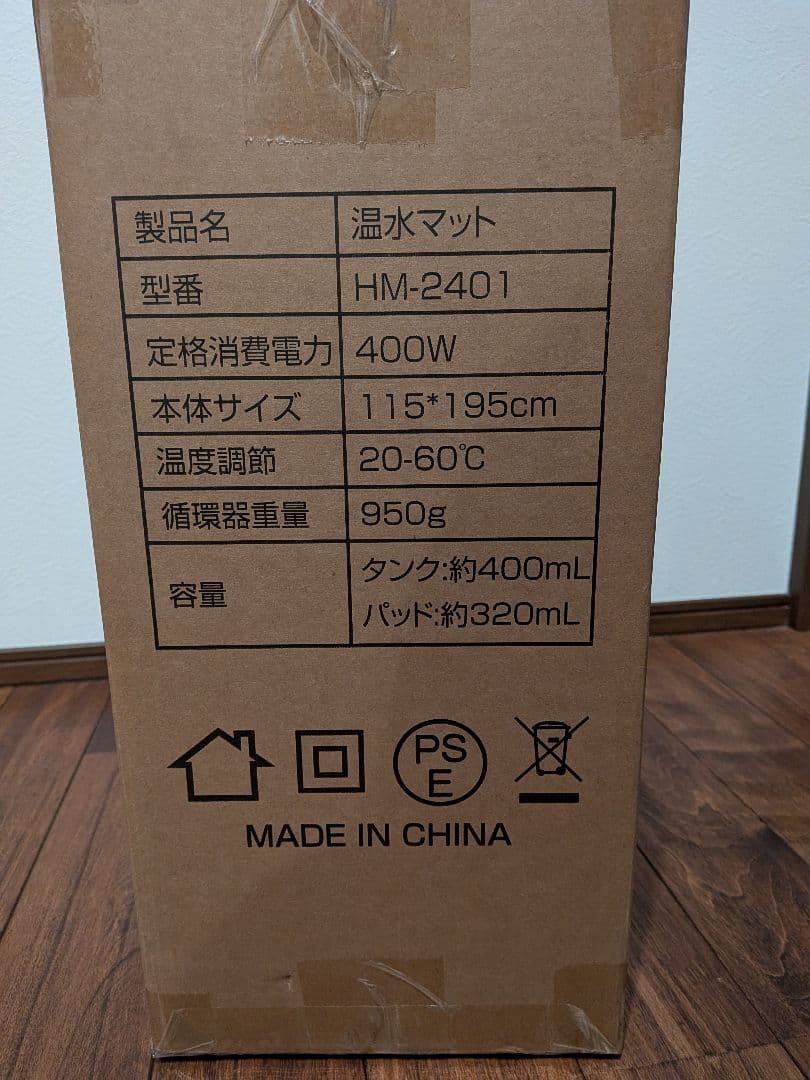 製品名 温水マット
型番 HM-2401
定格消費電力 400W
本体サイズ 115*195cm
温度調節 20-60℃
循環器重量 950g
容量 タンク:約400mL
パッド:約320mL
PS
E
MADE IN CHINA